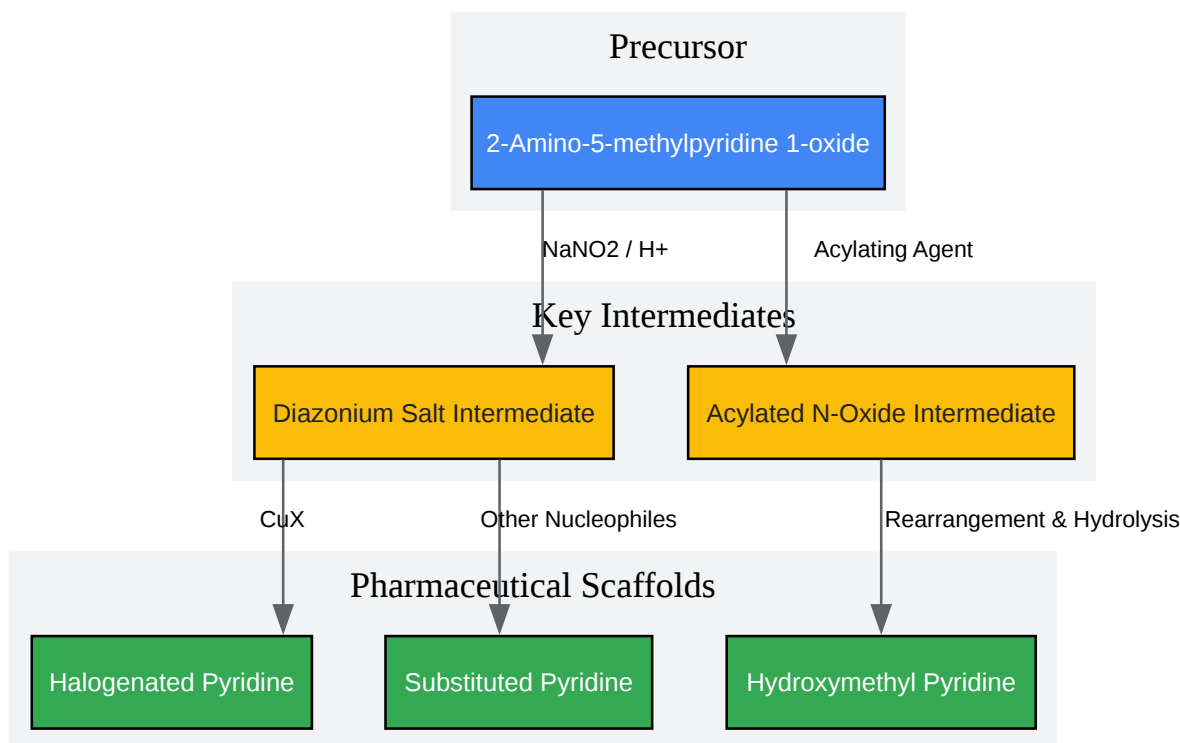 Precursor
2-Amino-5-methylpyridine 1-oxide
NaNO2 / H+
Acylating Agent
Key Intermediates
Diazonium Salt Intermediate
Acylated N-Oxide Intermediate
CuX
Other Nucleophiles
Rearrangement & Hydrolysis
Pharmaceutical Scaffolds
Halogenated Pyridine
Substituted Pyridine
Hydroxymethyl Pyridine